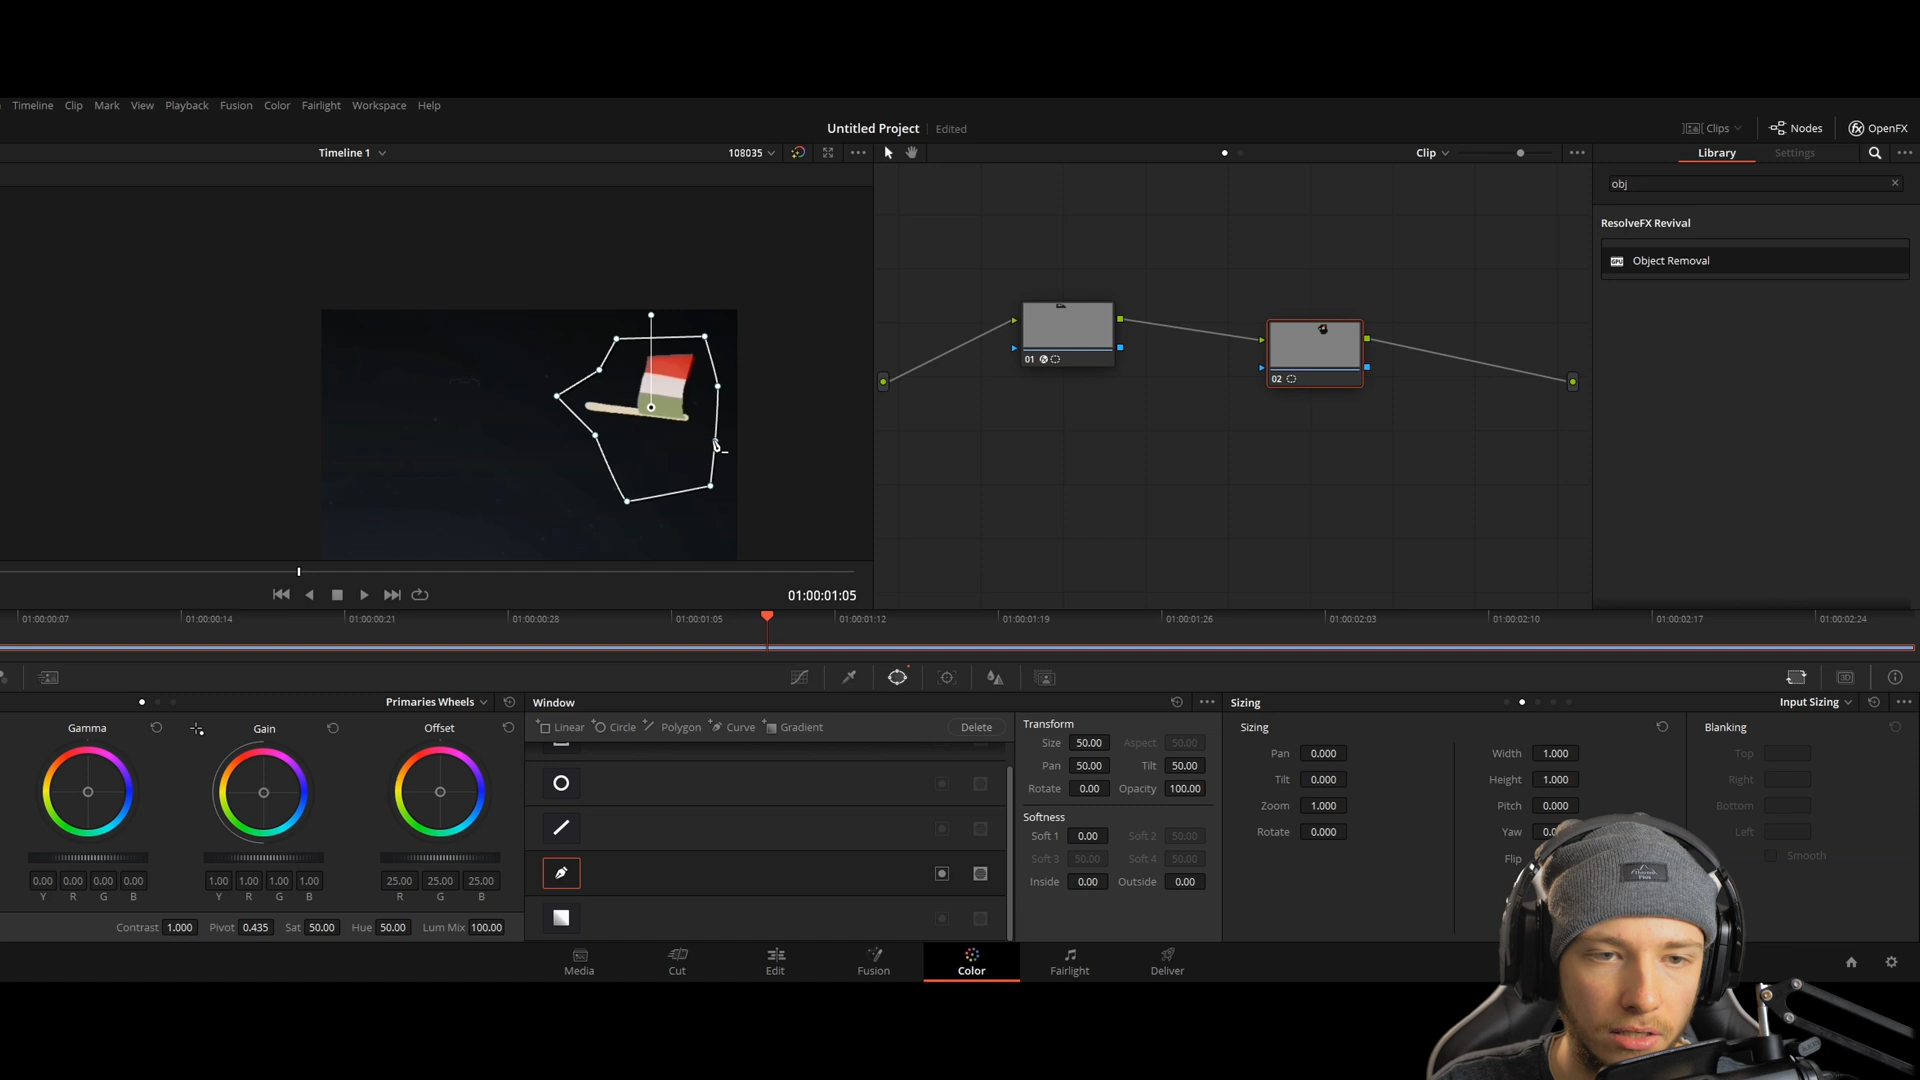 Timeline Clip Mark View Playback Fusion Color Fairlight Workspace Help
Untitled Project Edited
Clips Nodes OpenFX
Timeline 1 108035 Clip Library Settings
obj
ResolveFX Revival
Object Removal
01
02
01:00:01:05
01:00:00:07 01:00:00:14 01:00:00:21 01:00:00:28 01:00:01:05 01:00:01:12 01:00:01:19 01:00:01:26 01:00:02:03 01:00:02:10 01:00:02:17 01:00:02:24
3D
Primaries Wheels Window Sizing Input Sizing
Gamma Gain Offset
Linear Circle Polygon Curve Gradient Delete
Transform
Size 50.00 Aspect 50.00
Pan 50.00 Tilt 50.00
Rotate 0.00 Opacity 100.00
Softness
Soft 1 0.00 Soft 2 50.00
Soft 3 50.00 Soft 4 50.00
Inside 0.00 Outside 0.00
Sizing Blanking
Pan 0.000 Width 1.000 Top
Tilt 0.000 Height 1.000 Right
Zoom 1.000 Pitch 0.000 Bottom
Rotate 0.000 Yaw Left
Flip Smooth
0.00 0.00 0.00 0.00 1.00 1.00 1.00 1.00 25.00 25.00 25.00
Y R G B Y R G B R G B
Contrast 1.000 Pivot 0.435 Sat 50.00 Hue 50.00 Lum Mix 100.00
Media Cut Edit Fusion Color Fairlight Deliver